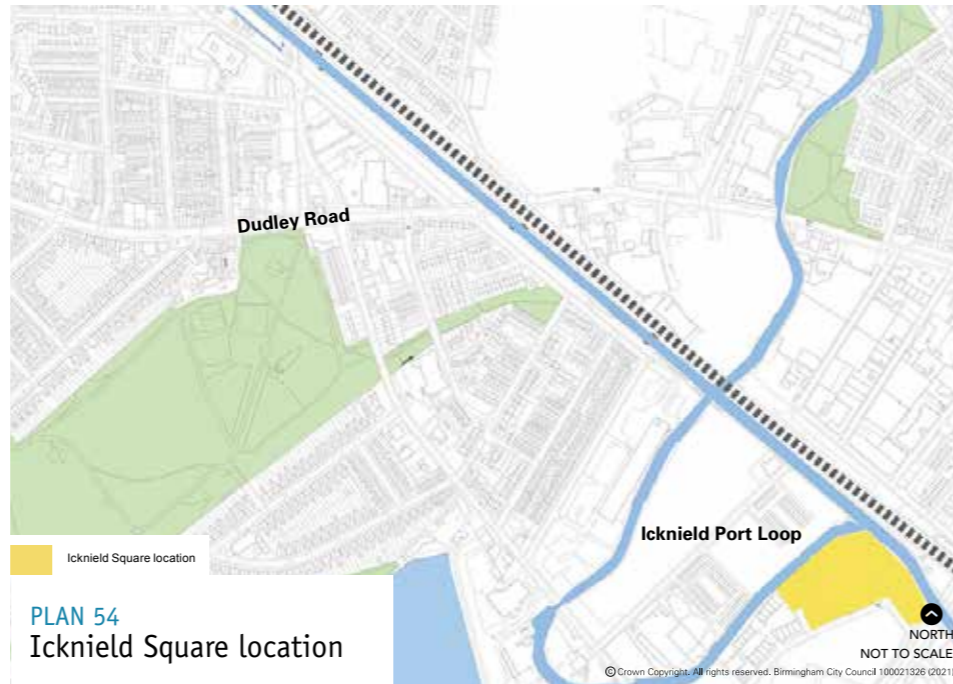 Dudley Road
Icknield Port Loop
Icknield Square location
PLAN 54
Icknield Square location
NORTH
NOT TO SCALE
© Crown Copyright. All rights reserved. Birmingham City Council 100021326 (2021)